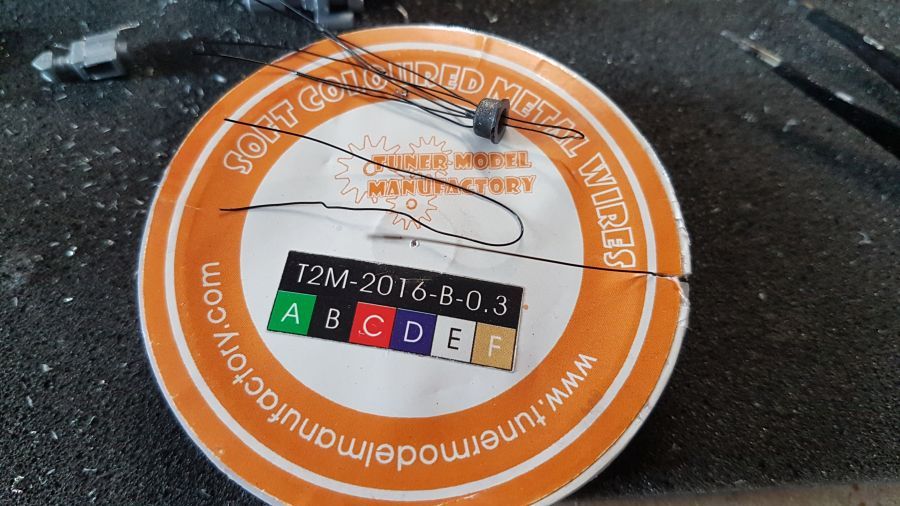 SOFT COLOURED METAL WIRES
TUNER MODEL
MANUFACTORY
T2M-2016-B-0.3
A B C D E F
www.tunermodelmanufactory.com